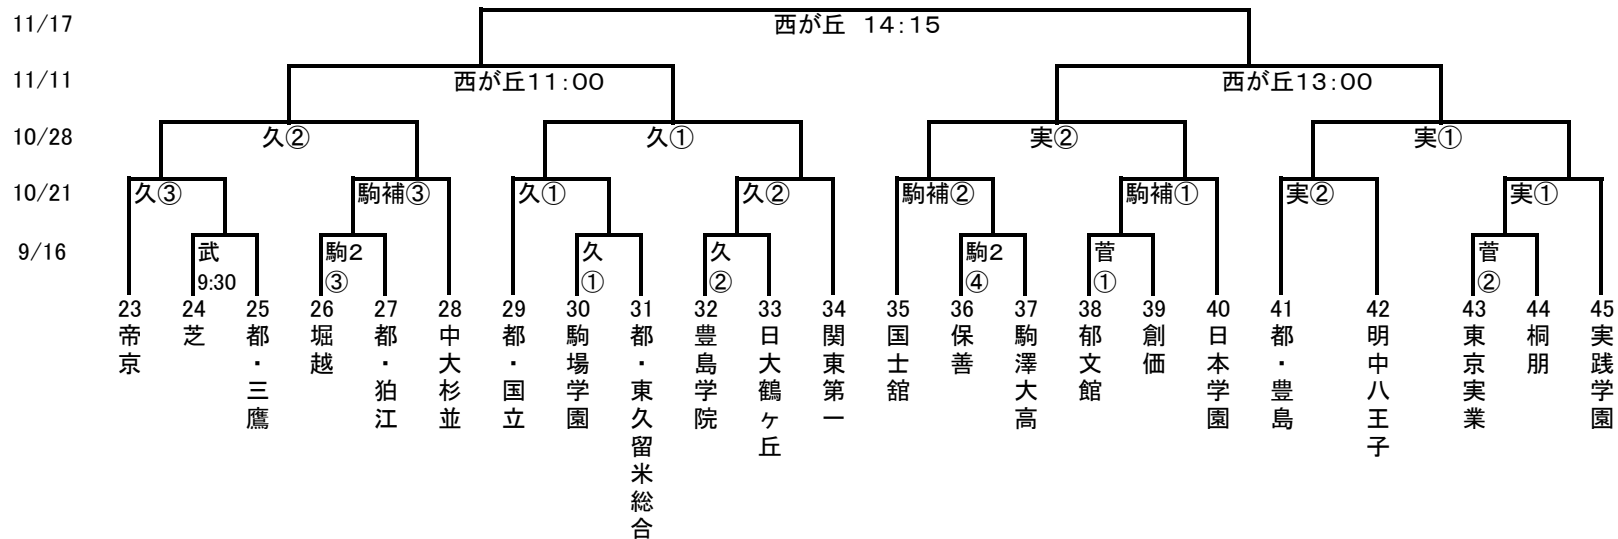 11/17 西が丘 14:15
11/11 西が丘11:00 西が丘13:00
10/28 久② 久① 実② 実①
10/21 久③ 駒補③ 久① 久② 駒補② 駒補① 実② 実①
9/16 武 駒2 久 久 駒2 菅 菅
9:30 ③ ① ② ④ ① ②
23 24 25 26 27 28 29 30 31 32 33 34 35 36 37 38 39 40 41 42 43 44 45
帝京
芝
都・三鷹
堀越
都・狛江
中大杉並
都・国立
駒場学園
都・東久留米総合
豊島学院
日大鶴ヶ丘
関東第一
国士舘
保善
駒澤大高
郁文館
創価
日本学園
都・豊島
明中八王子
東京実業
桐朋
実践学園